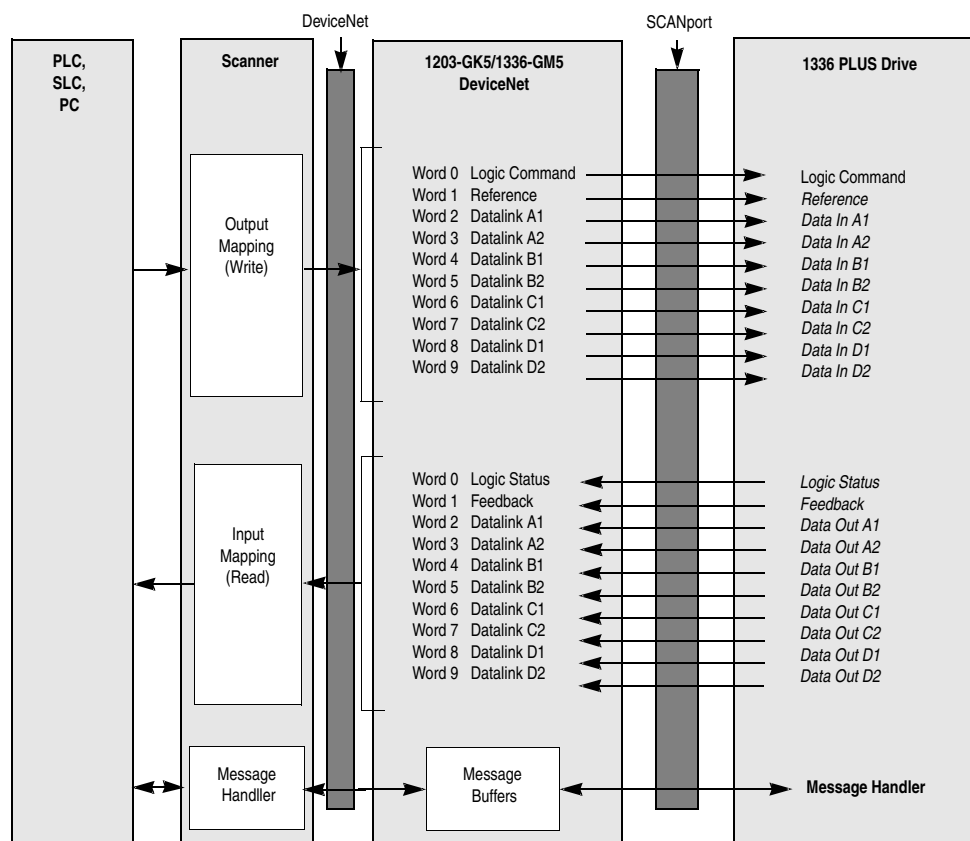 DeviceNet
SCANport
PLC,
SLC,
PC
Scanner
1203-GK5/1336-GM5
DeviceNet
1336 PLUS Drive
Output
Mapping
(Write)
Word 0 Logic Command
Word 1 Reference
Word 2 Datalink A1
Word 3 Datalink A2
Word 4 Datalink B1
Word 5 Datalink B2
Word 6 Datalink C1
Word 7 Datalink C2
Word 8 Datalink D1
Word 9 Datalink D2
Logic Command
Reference
Data In A1
Data In A2
Data In B1
Data In B2
Data In C1
Data In C2
Data In D1
Data In D2
Input
Mapping
(Read)
Word 0 Logic Status
Word 1 Feedback
Word 2 Datalink A1
Word 3 Datalink A2
Word 4 Datalink B1
Word 5 Datalink B2
Word 6 Datalink C1
Word 7 Datalink C2
Word 8 Datalink D1
Word 9 Datalink D2
Logic Status
Feedback
Data Out A1
Data Out A2
Data Out B1
Data Out B2
Data Out C1
Data Out C2
Data Out D1
Data Out D2
Message
Handller
Message
Buffers
Message Handler